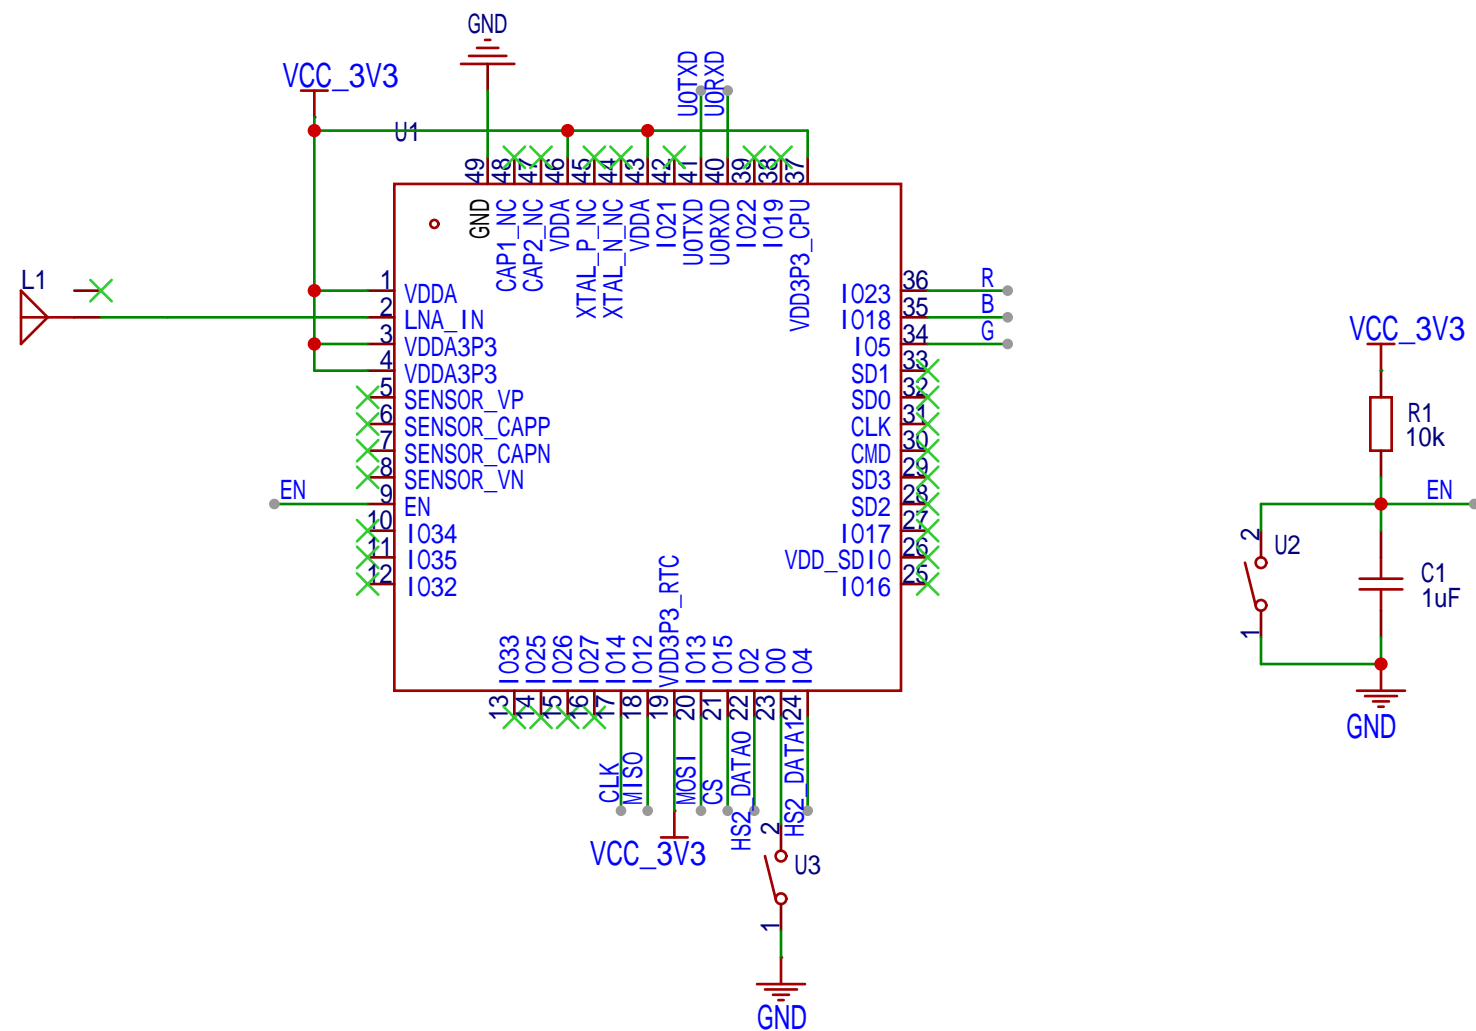 GND
VCC_3V3
U0TXD
U0RXD
U1
49
48
47
46
45
44
43
42
41
40
39
38
37
GND
CAP1_NC
CAP2_NC
VDDA
XTAL_P_NC
XTAL_N_NC
VDDA
IO21
U0TXD
U0RXD
IO22
IO19
VDD3P3_CPU
L1
1
VDDA
2
LNA_IN
3
VDDA3P3
4
VDDA3P3
5
SENSOR_VP
6
SENSOR_CAPP
7
SENSOR_CAPN
8
SENSOR_VN
EN
9
EN
10
IO34
11
IO35
12
IO32
36
IO23
R
35
IO18
B
34
IO5
G
33
SD1
32
SD0
31
CLK
30
CMD
29
SD3
28
SD2
27
IO17
26
VDD_SDIO
25
IO16
IO33
IO25
IO26
IO27
IO14
IO12
VDD3P3_RTC
IO13
IO15
IO2
IO0
IO4
13
14
15
16
17
18
19
20
21
22
23
24
CLK
MISO
MOSI
CS
HS2_DATA0
HS2_DATA1
VCC_3V3
2
U3
1
GND
VCC_3V3
R1
10k
EN
2
U2
1
C1
1uF
GND